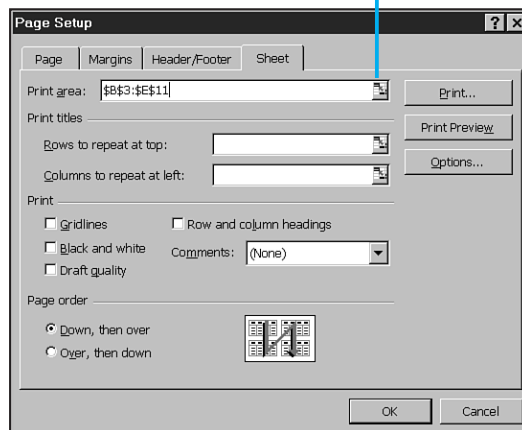 Page Setup
Page Margins Header/Footer Sheet
Print area: $B$3:$E$11 Print...
Print titles Print Preview
Rows to repeat at top: Options...
Columns to repeat at left:
Print
Gridlines Row and column headings
Black and white Comments: (None)
Draft quality
Page order
Down, then over
Over, then down
OK Cancel